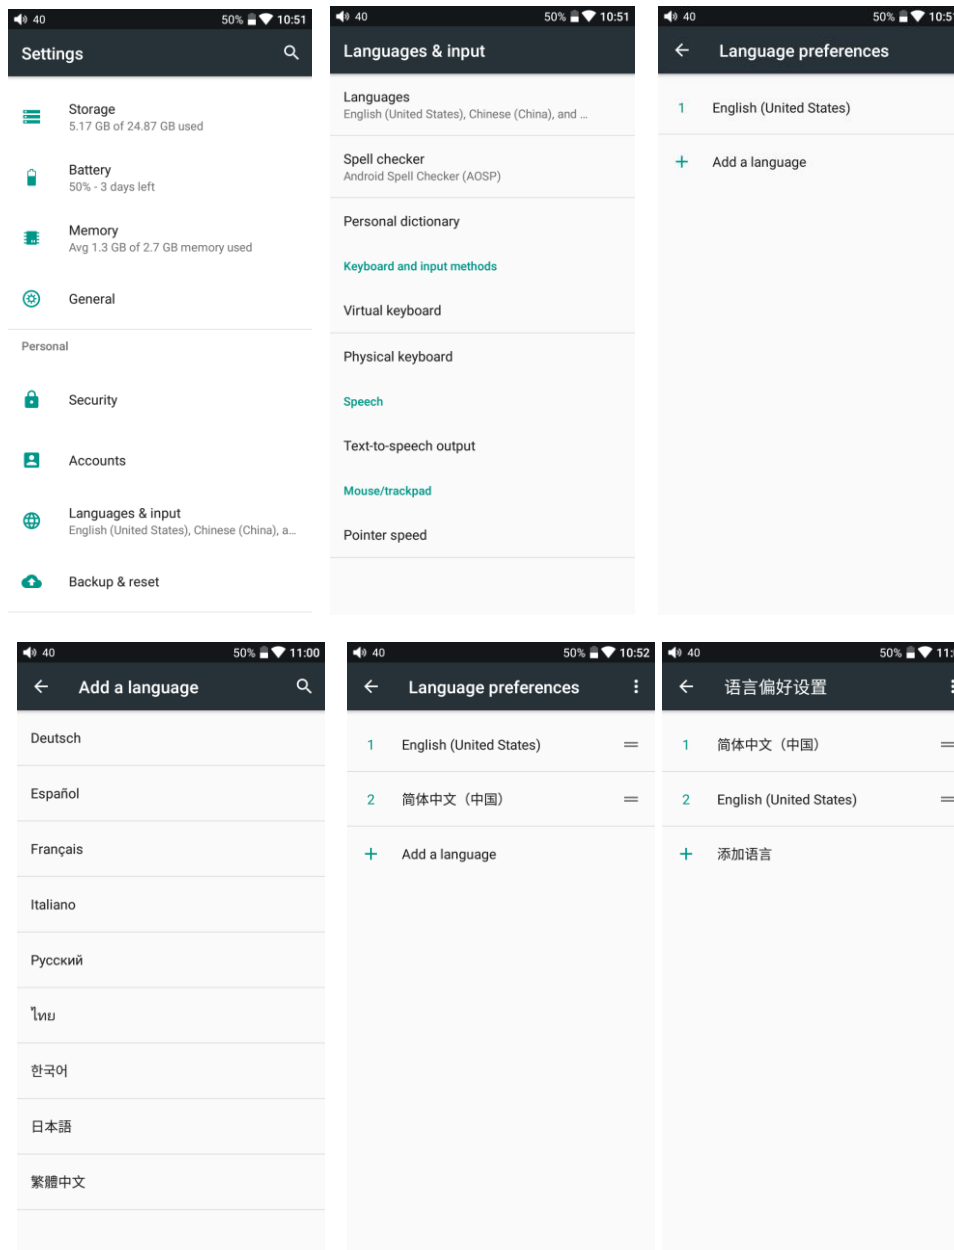 40 50% 10:51
Settings
Storage
5.17 GB of 24.87 GB used
Battery
50% - 3 days left
Memory
Avg 1.3 GB of 2.7 GB memory used
General
Personal
Security
Accounts
Languages & input
English (United States), Chinese (China), a...
Backup & reset
40 50% 10:51
Languages & input
Languages
English (United States), Chinese (China), and ...
Spell checker
Android Spell Checker (AOSP)
Personal dictionary
Keyboard and input methods
Virtual keyboard
Physical keyboard
Speech
Text-to-speech output
Mouse/trackpad
Pointer speed
40 50% 10:51
Language preferences
1 English (United States)
+ Add a language
40 50% 11:00
Add a language
Deutsch
Español
Français
Italiano
Русский
ไทย
한국어
日本語
繁體中文
40 50% 10:52
Language preferences
1 English (United States)
2 简体中文（中国）
+ Add a language
40 50%
语言偏好设置
1 简体中文（中国）
2 English (United States)
+ 添加语言